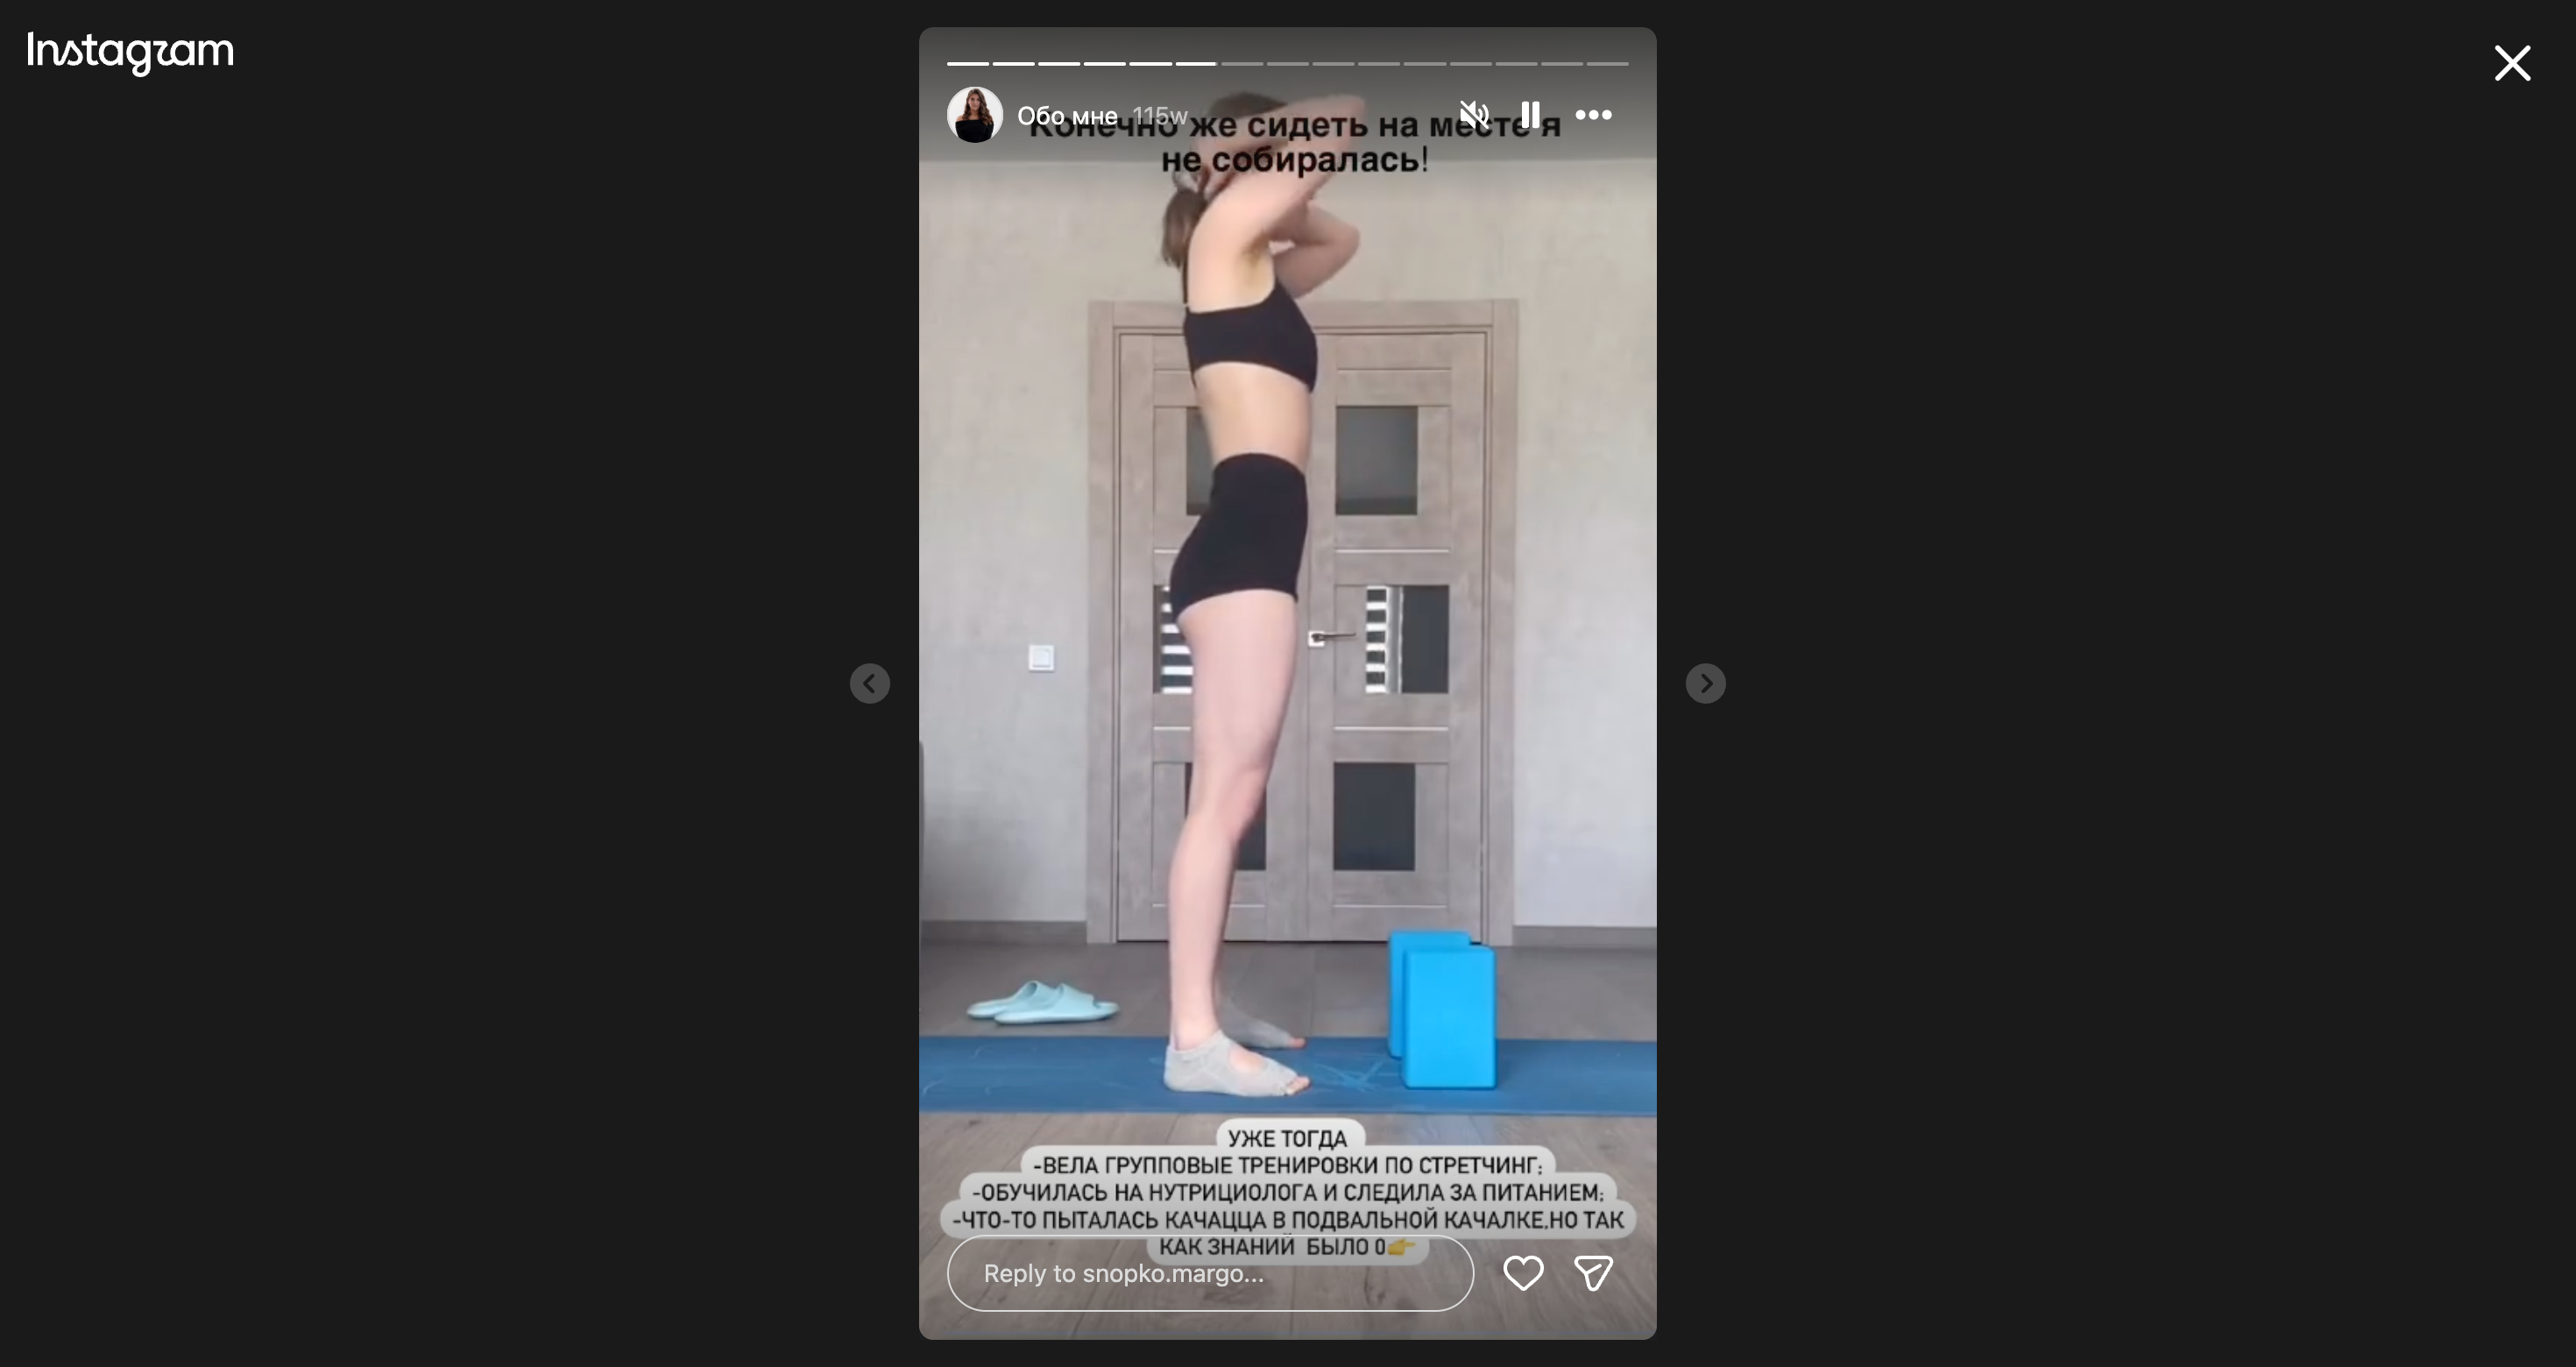 Instagram
Обо мне 115w
Конечно же сидеть на месте я
не собиралась!
УЖЕ ТОГДА
-ВЕЛА ГРУППОВЫЕ ТРЕНИРОВКИ ПО СТРЕТЧИНГ;
-ОБУЧИЛАСЬ НА НУТРИЦИОЛОГА И СЛЕДИЛА ЗА ПИТАНИЕМ;
-ЧТО-ТО ПЫТАЛАСЬ КАЧАЦЦА В ПОДВАЛЬНОЙ КАЧАЛКЕ,НО ТАК
КАК ЗНАНИЙ БЫЛО 0👉
Reply to snopko.margo...